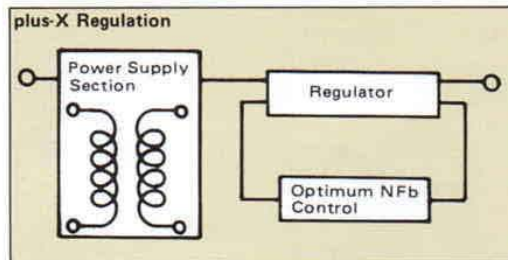 plus-X Regulation
Power Supply
Section
Regulator
Optimum NFb
Control